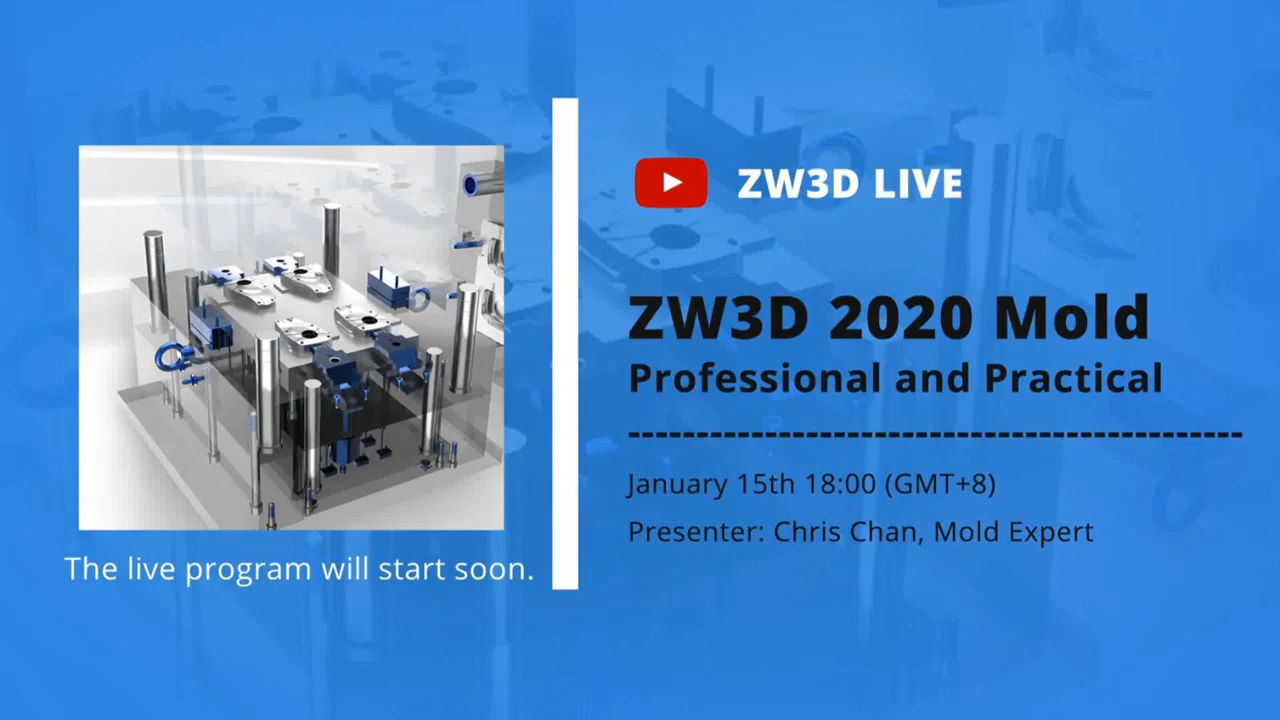 ZW3D LIVE
ZW3D 2020 Mold
Professional and Practical
---------------------------------------------
January 15th 18:00 (GMT+8)
Presenter: Chris Chan, Mold Expert
The live program will start soon.